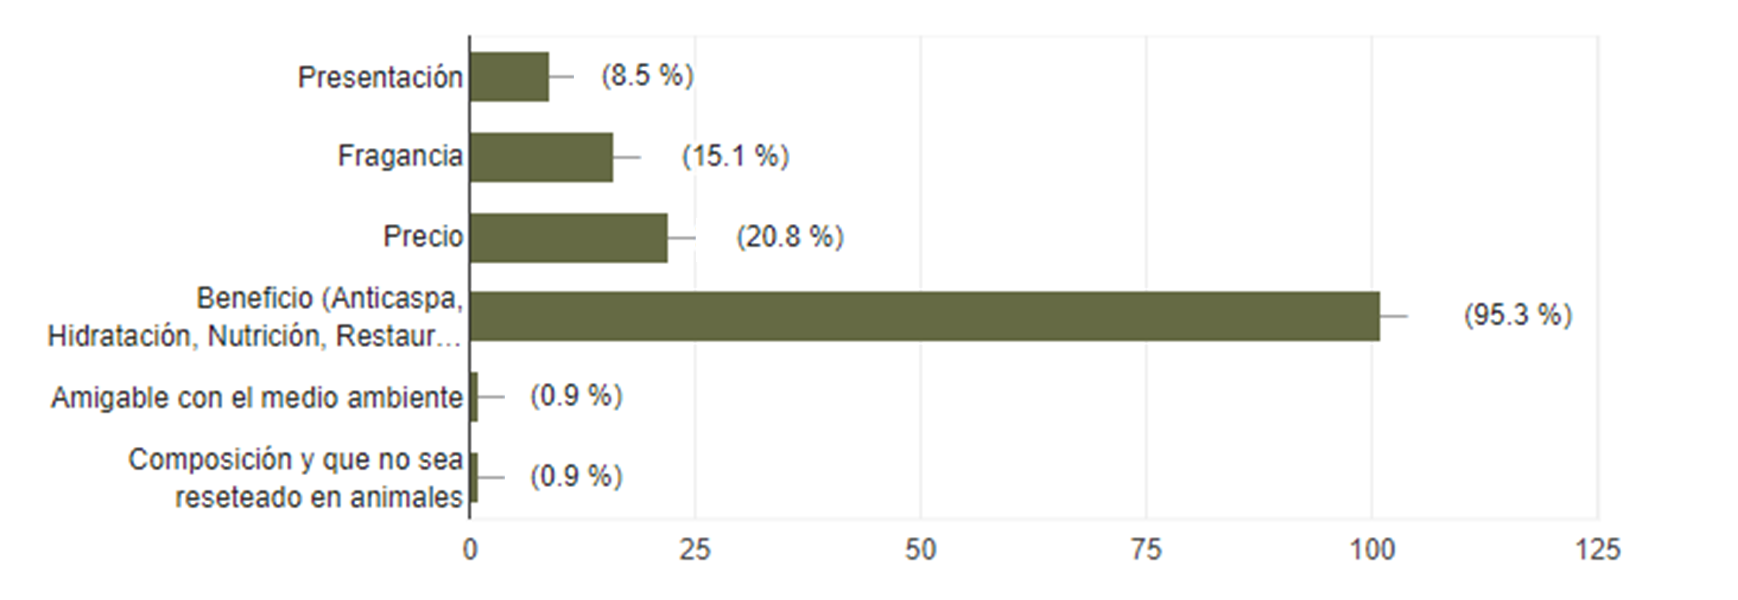 Presentación
(8.5 %)
Fragancia
(15.1 %)
Precio
(20.8 %)
Beneficio (Anticaspa,
Hidratación, Nutrición, Restaur...
(95.3 %)
Amigable con el medio ambiente
(0.9 %)
Composición y que no sea
reseteado en animales
(0.9 %)
0 25 50 75 100 125